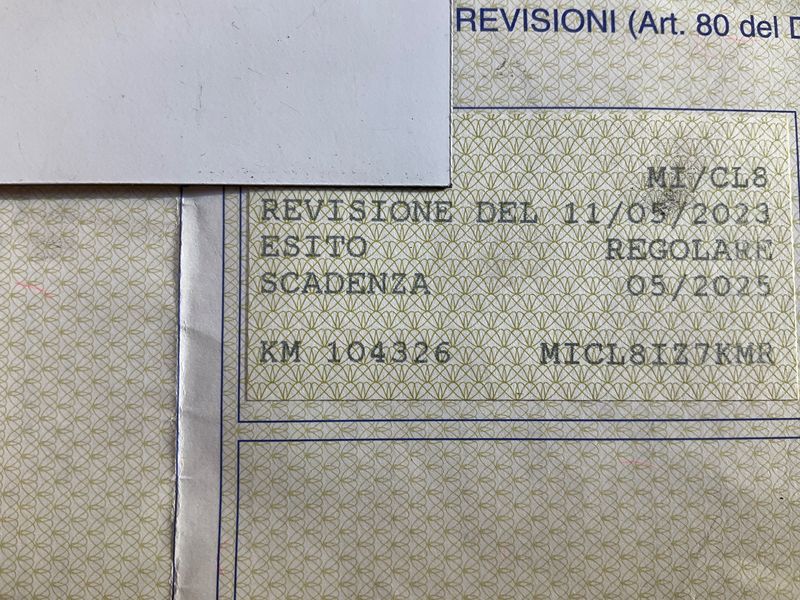 REVISIONI (Art. 80 del D
MI/CL8
REVISIONE DEL 11/05/2023
ESITO REGOLARE
SCADENZA 05/2025
KM 104326 MICL8IZ7KMR